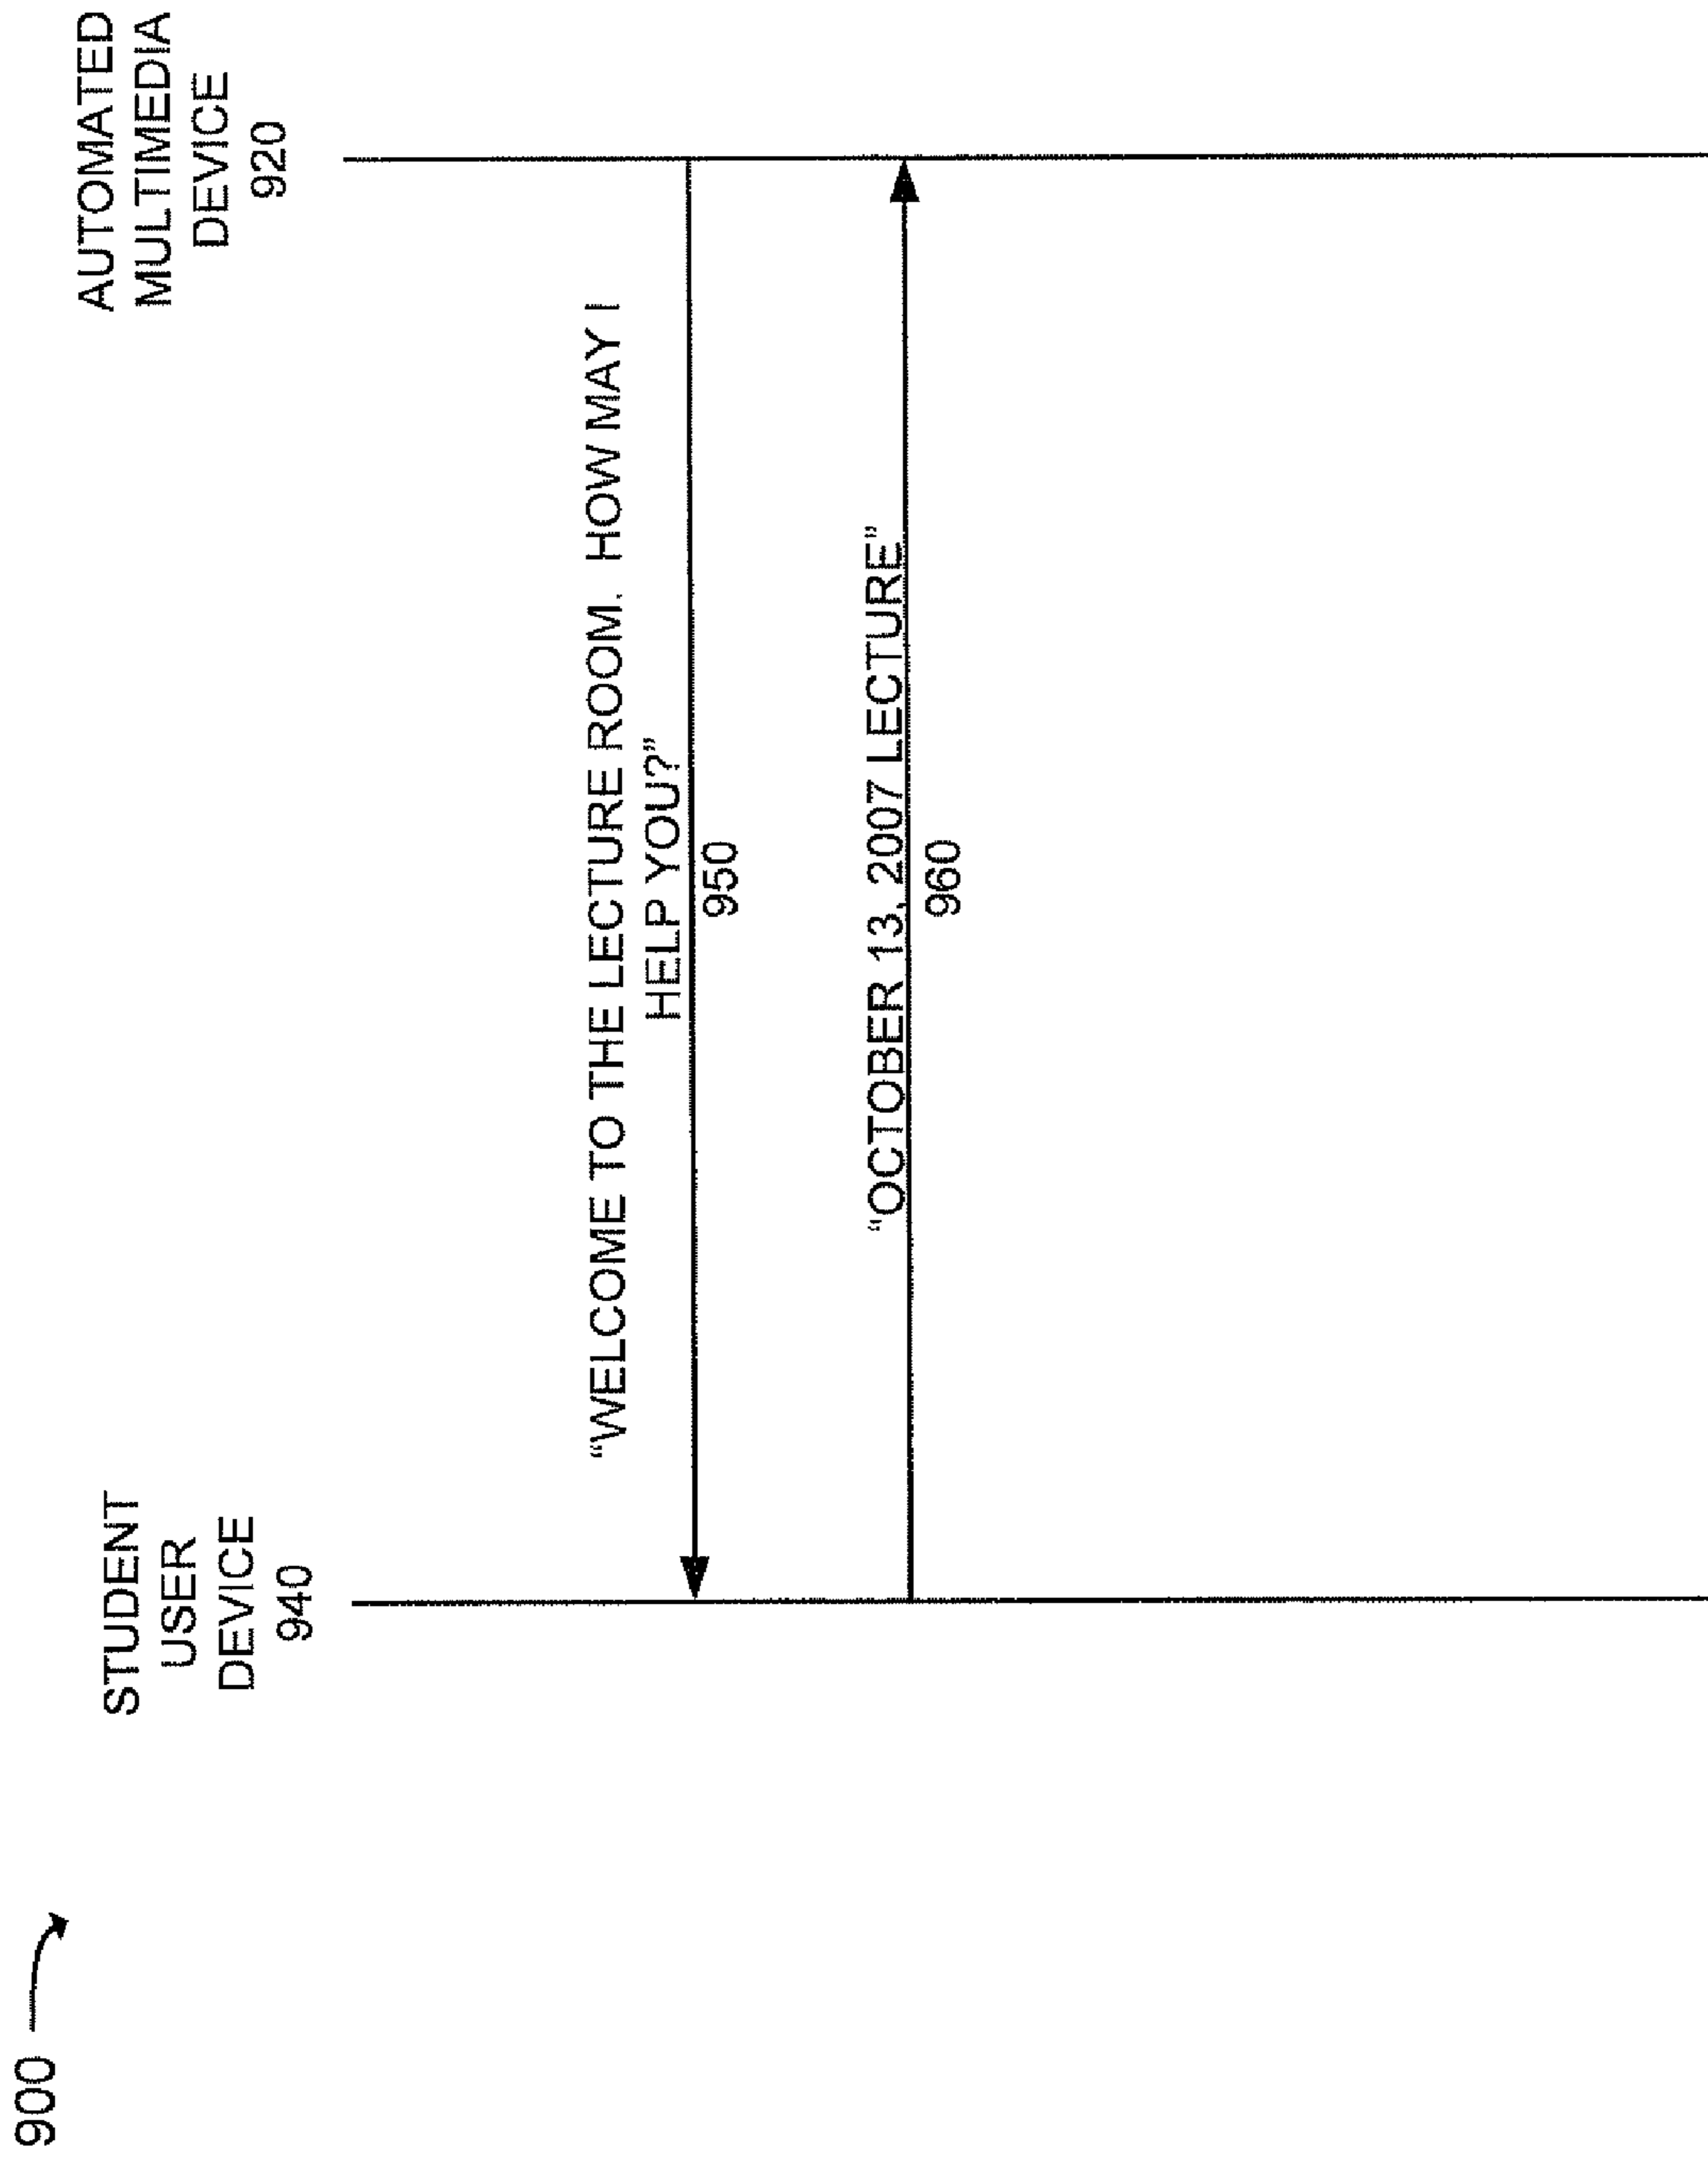 900
STUDENT
USER
DEVICE
940
AUTOMATED
MULTIMEDIA
DEVICE
920
“WELCOME TO THE LECTURE ROOM. HOW MAY I
HELP YOU?”
950
“OCTOBER 13, 2007 LECTURE”
960